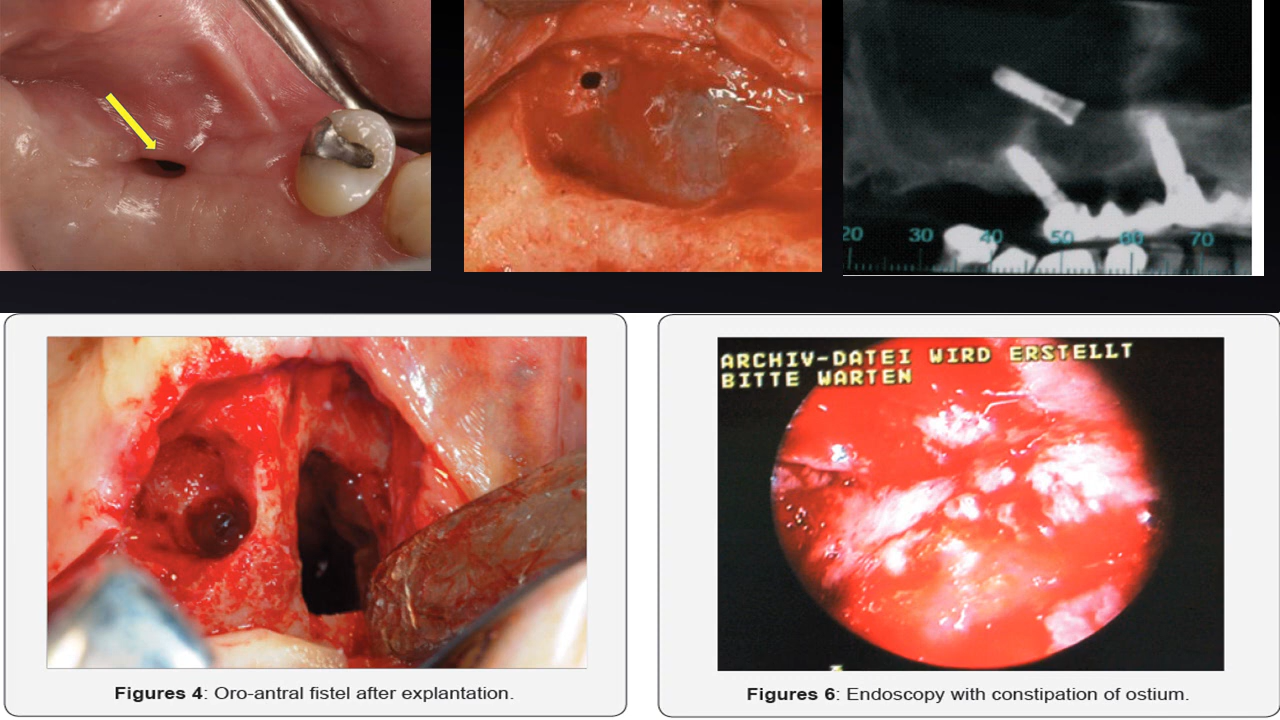 20 30 40 50 60 70
ARCHIV-DATEI WIRD ERSTELLT
BITTE WARTEN
Figures 4: Oro-antral fistel after explantation.
Figures 6: Endoscopy with constipation of ostium.